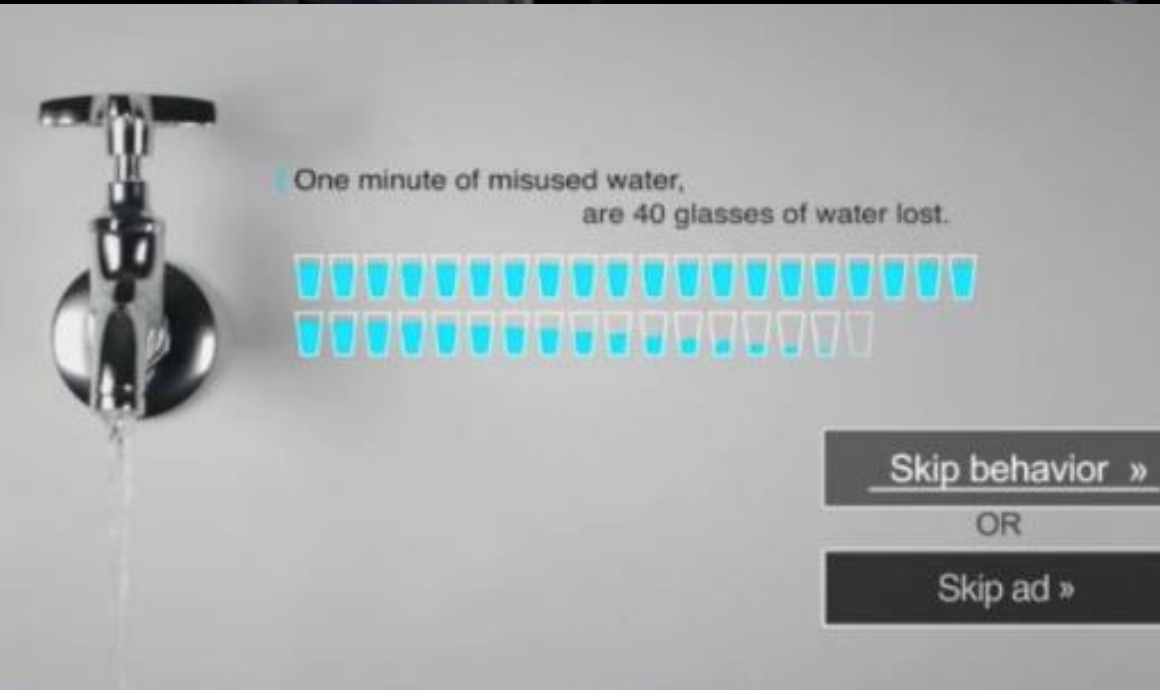 One minute of misused water,
are 40 glasses of water lost.
Skip behavior »
OR
Skip ad »